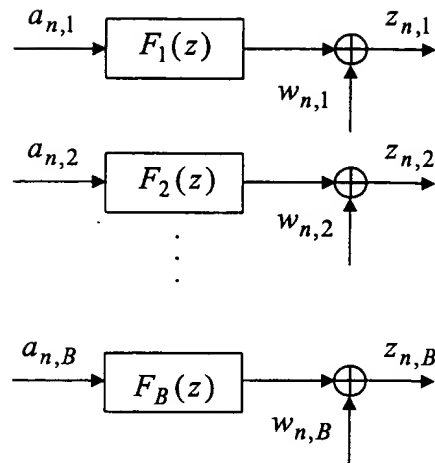 a_{n,1} F_1(z) z_{n,1}
w_{n,1}
a_{n,2} F_2(z) z_{n,2}
w_{n,2}
a_{n,B} F_B(z) z_{n,B}
w_{n,B}